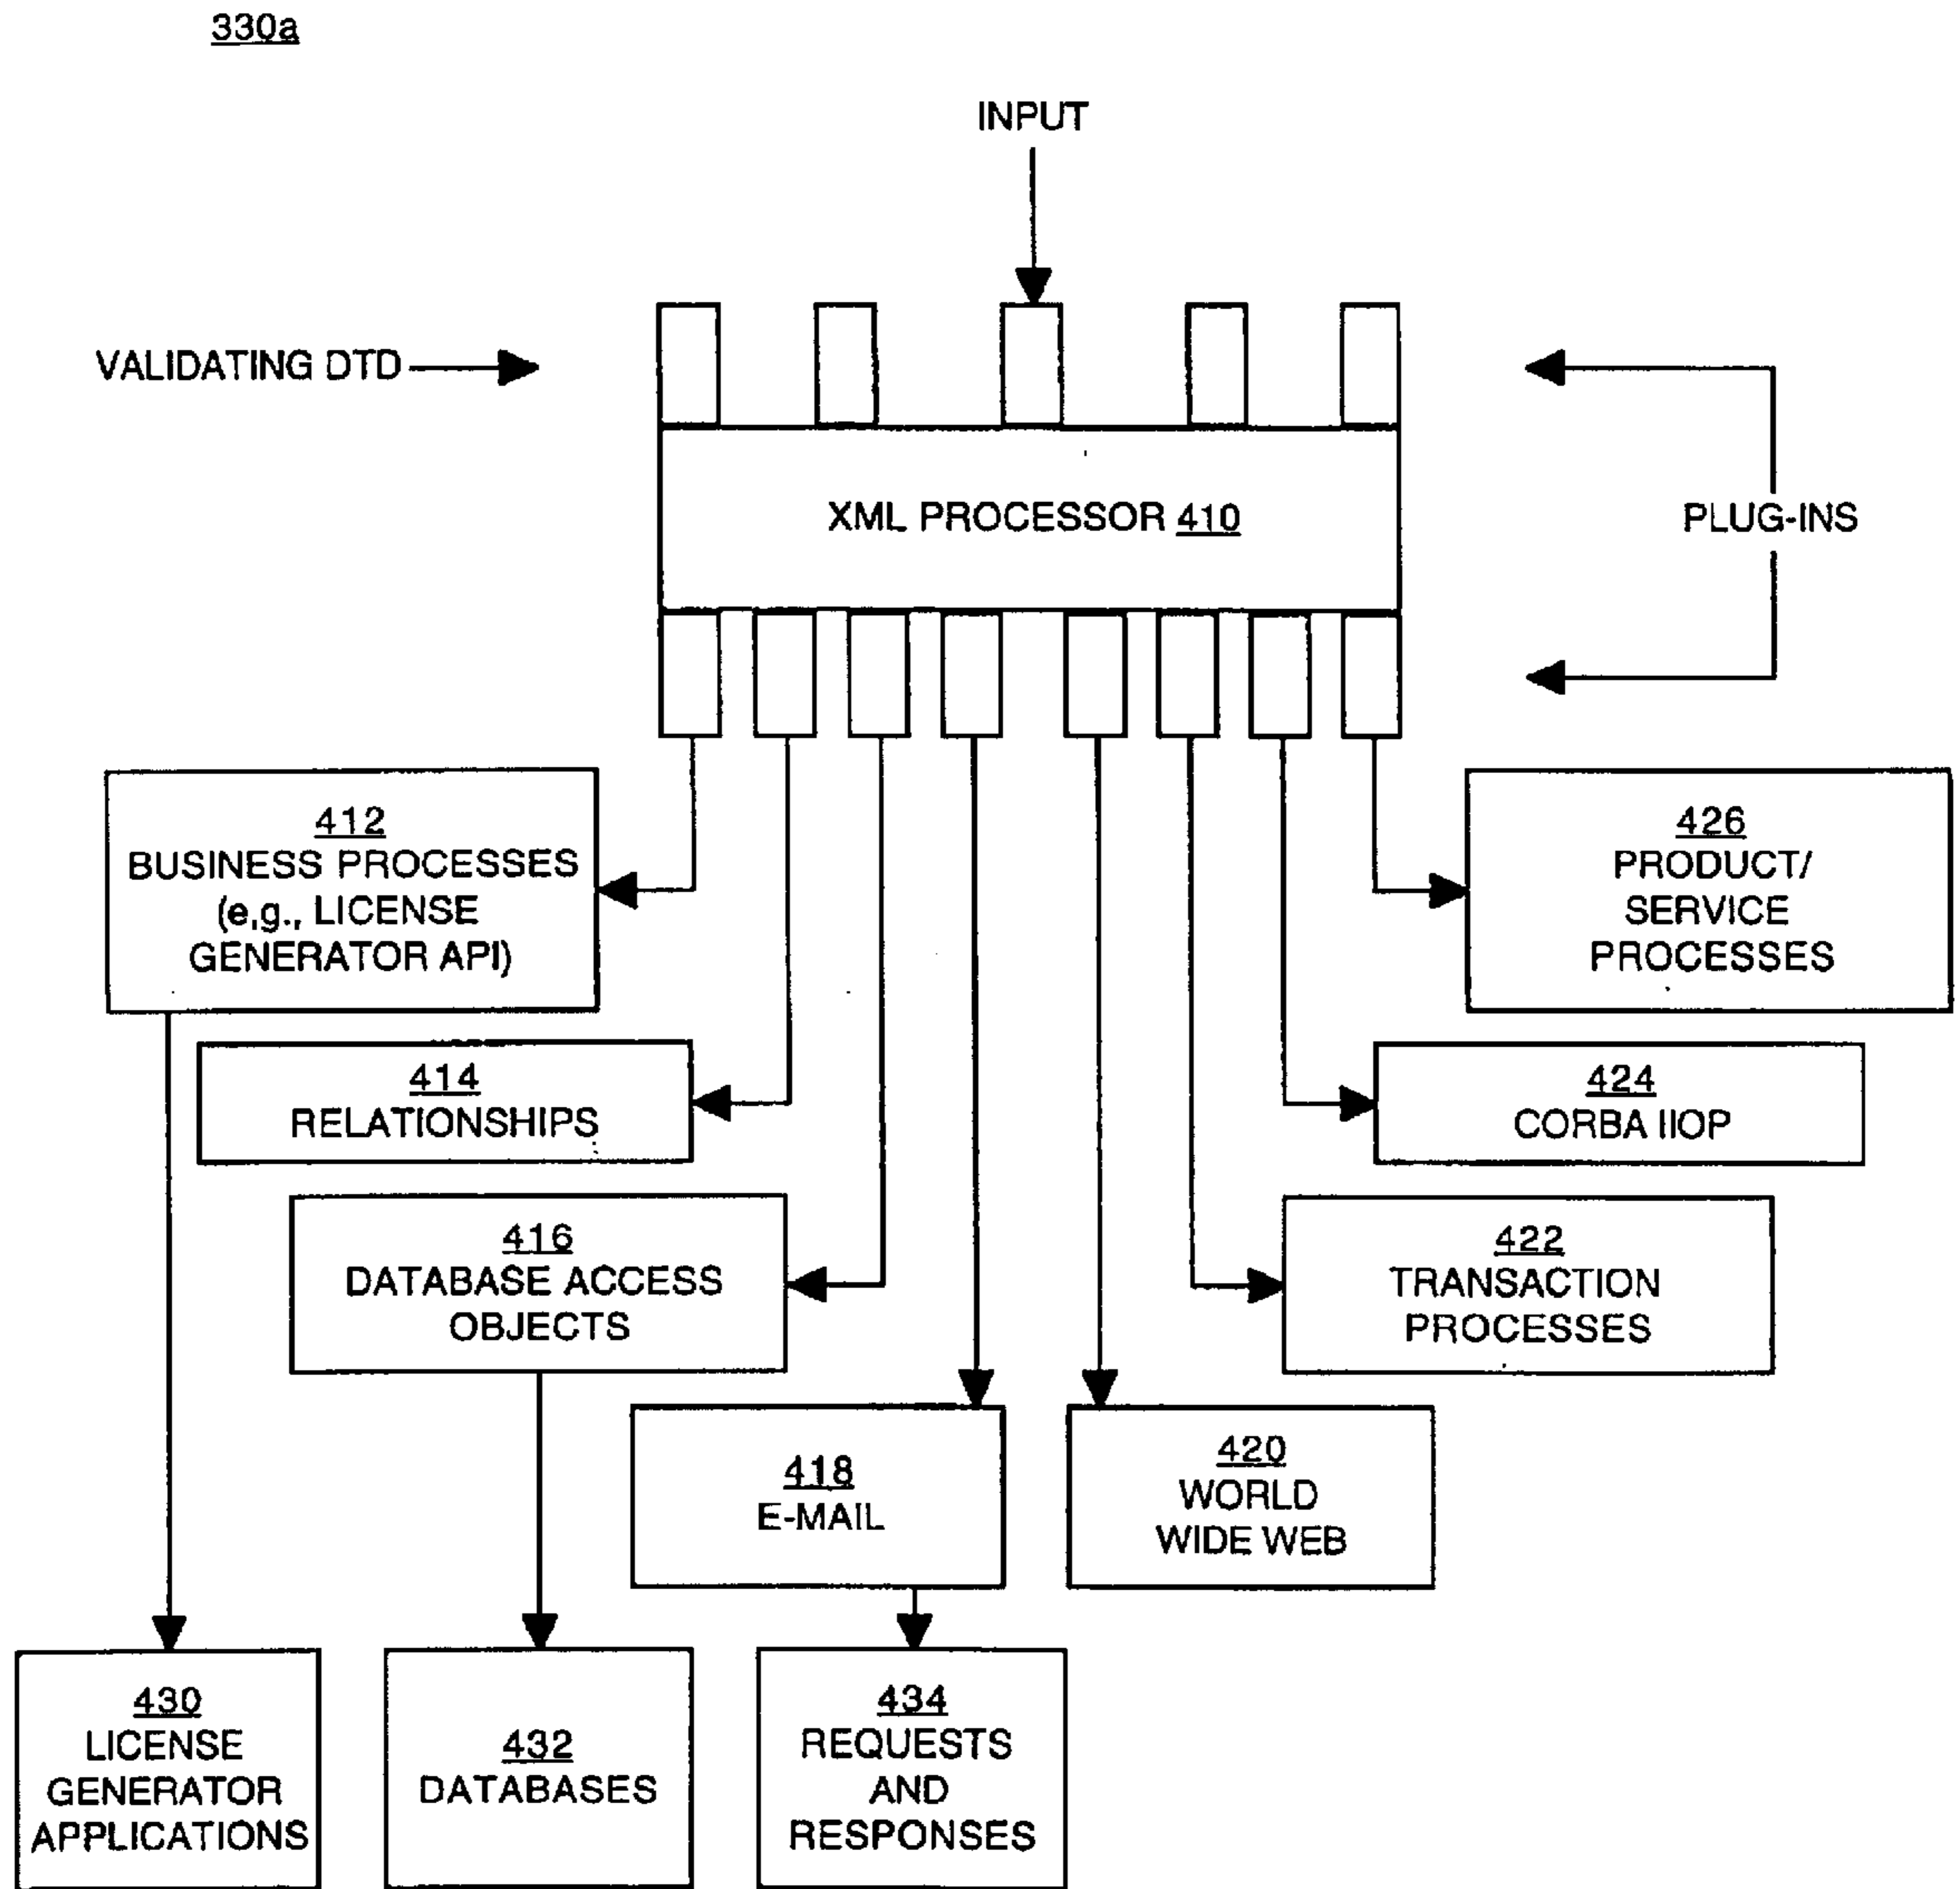 330a
INPUT
VALIDATING DTD
XML PROCESSOR 410
PLUG-INS
412
BUSINESS PROCESSES
(e,g., LICENSE
GENERATOR API)
426
PRODUCT/
SERVICE
PROCESSES
414
RELATIONSHIPS
424
CORBA IIOP
416
DATABASE ACCESS
OBJECTS
422
TRANSACTION
PROCESSES
418
E-MAIL
420
WORLD
WIDE WEB
430
LICENSE
GENERATOR
APPLICATIONS
432
DATABASES
434
REQUESTS
AND
RESPONSES